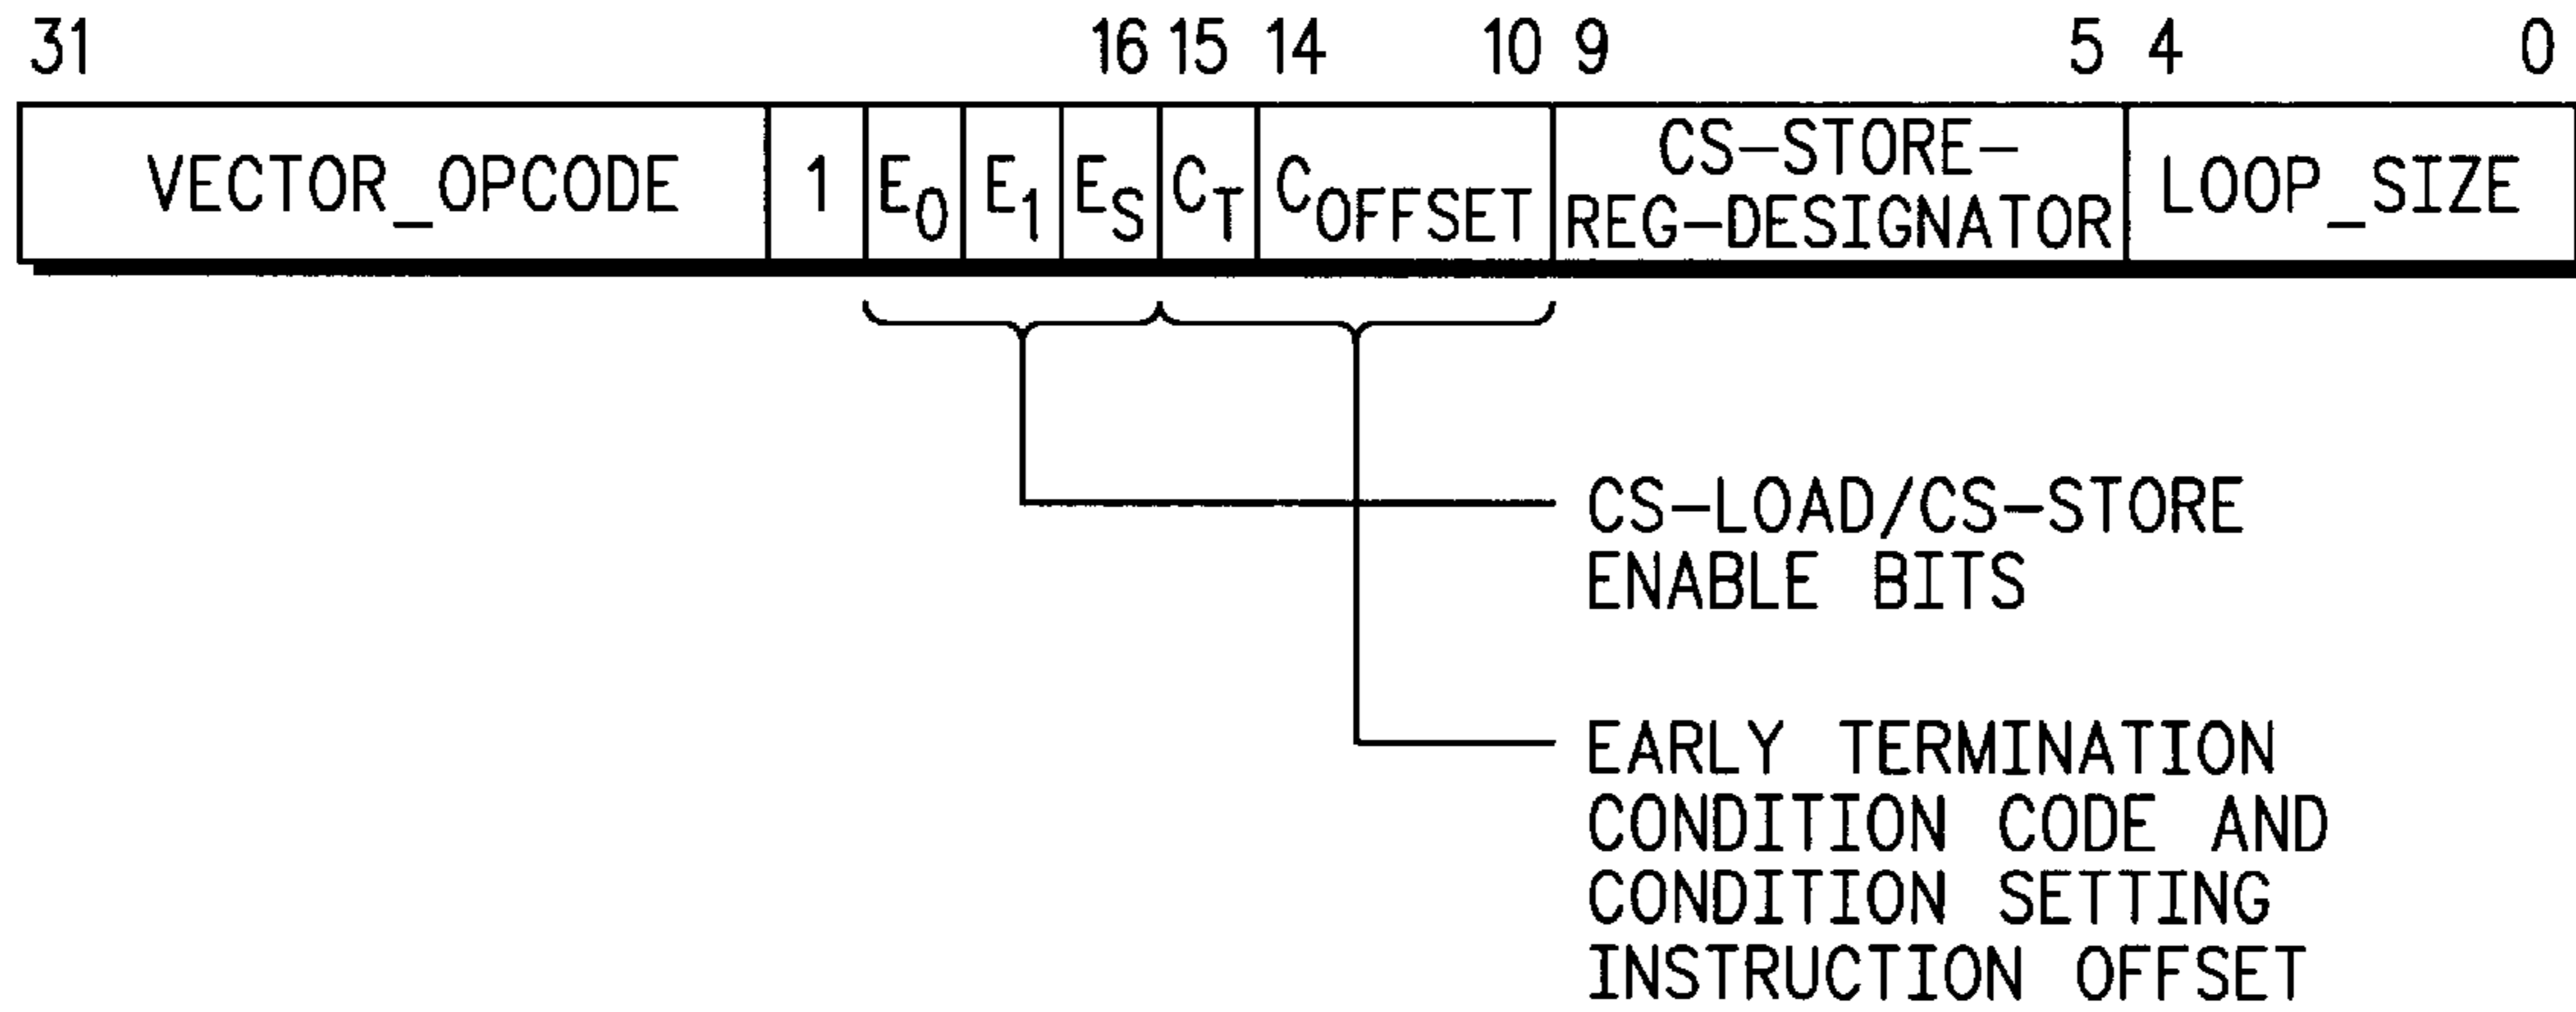 31 16 15 14 10 9 5 4 0
VECTOR_OPCODE 1 E0 E1 ES CT COFFSET CS-STORE-REG-DESIGNATOR LOOP_SIZE
CS-LOAD/CS-STORE
ENABLE BITS
EARLY TERMINATION
CONDITION CODE AND
CONDITION SETTING
INSTRUCTION OFFSET